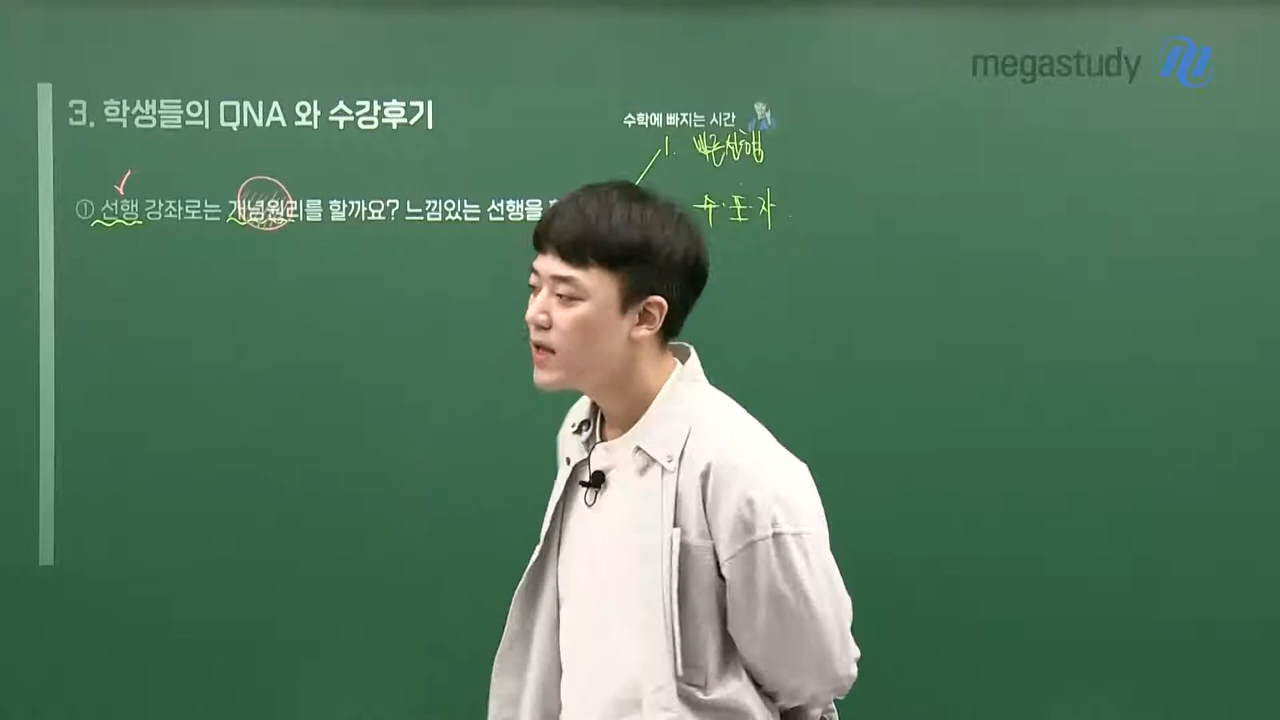 megastudy
3. 학생들의 QNA 와 수강후기
수학에 빠지는 시간
1. 빠른 선행
① 선행 강좌로는 개념원리를 할까요? 느낌있는 선행을
수·포·자